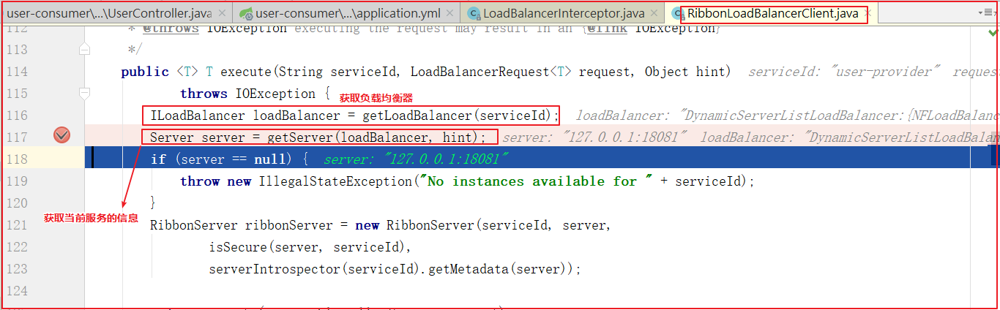 user-consumer\...\UserController.java
user-consumer\...\application.yml
LoadBalancerInterceptor.java
RibbonLoadBalancerClient.java
112 * @throws IOException executing the request may result in an {@link IOException}
113 */
114 public <T> T execute(String serviceId, LoadBalancerRequest<T> request, Object hint) serviceId: "user-provider" request
115 throws IOException {
获取负载均衡器
116 ILoadBalancer loadBalancer = getLoadBalancer(serviceId); loadBalancer: "DynamicServerListLoadBalancer:{NFLoadBalanc
117 Server server = getServer(loadBalancer, hint); server: "127.0.0.1:18081" loadBalancer: "DynamicServerListLoadBalan
118 if (server == null) { server: "127.0.0.1:18081"
119 throw new IllegalStateException("No instances available for " + serviceId);
120 }
获取当前服务的信息
121 RibbonServer ribbonServer = new RibbonServer(serviceId, server,
122 isSecure(server, serviceId),
123 serverIntrospector(serviceId).getMetadata(server));
124